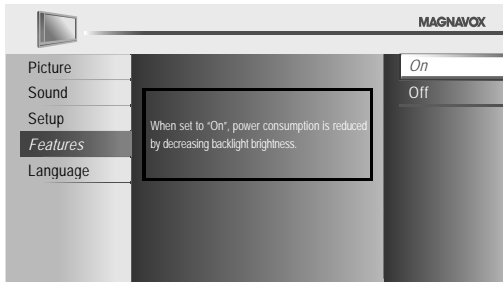 MAGNAVOX
Picture
Sound
Setup
Features
Language
When set to "On", power consumption is reduced
by decreasing backlight brightness.
On
Off